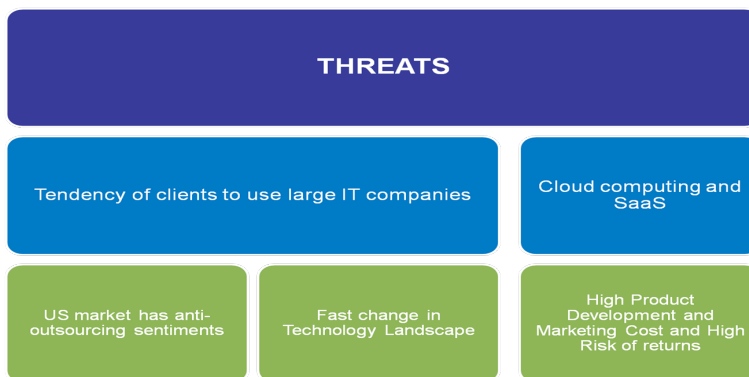 THREATS
Tendency of clients to use large IT companies
Cloud computing and
SaaS
US market has anti-
outsourcing sentiments
Fast change in
Technology Landscape
High Product
Development and
Marketing Cost and High
Risk of returns